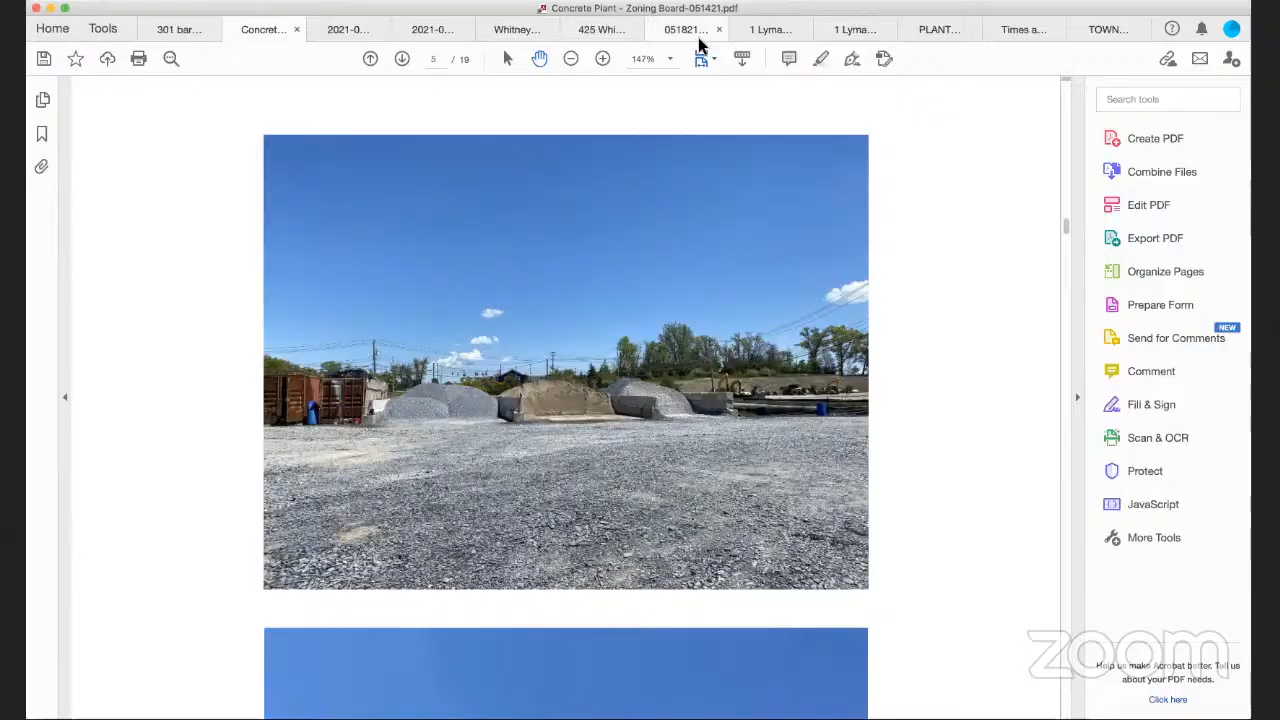 Concrete Plant - Zoning Board-061421.pdf
Home Tools 301 bar... Concret... × 2021-0... 2021-0... Whitney... 425 Whi... 051821... × 1 Lyma... 1 Lyma... PLANT... Times a... TOWN...
5 / 19 147%
Search tools
Create PDF
Combine Files
Edit PDF
Export PDF
Organize Pages
Prepare Form
NEW
Send for Comments
Comment
Fill & Sign
Scan & OCR
Protect
JavaScript
More Tools
zoom
Help us make Acrobat better. Tell us
about your PDF needs.
Click here